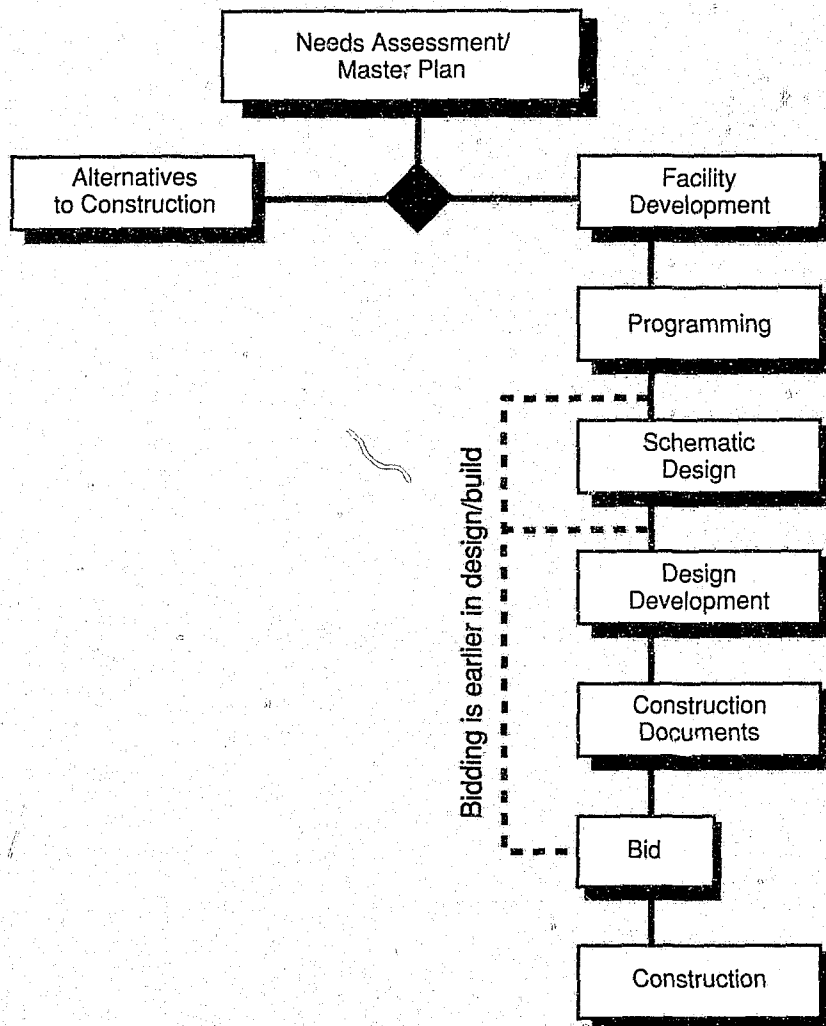 Needs Assessment/
Master Plan
Alternatives
to Construction
Facility
Development
Programming
Schematic
Design
Bidding is earlier in design/build
Design
Development
Construction
Documents
Bid
Construction